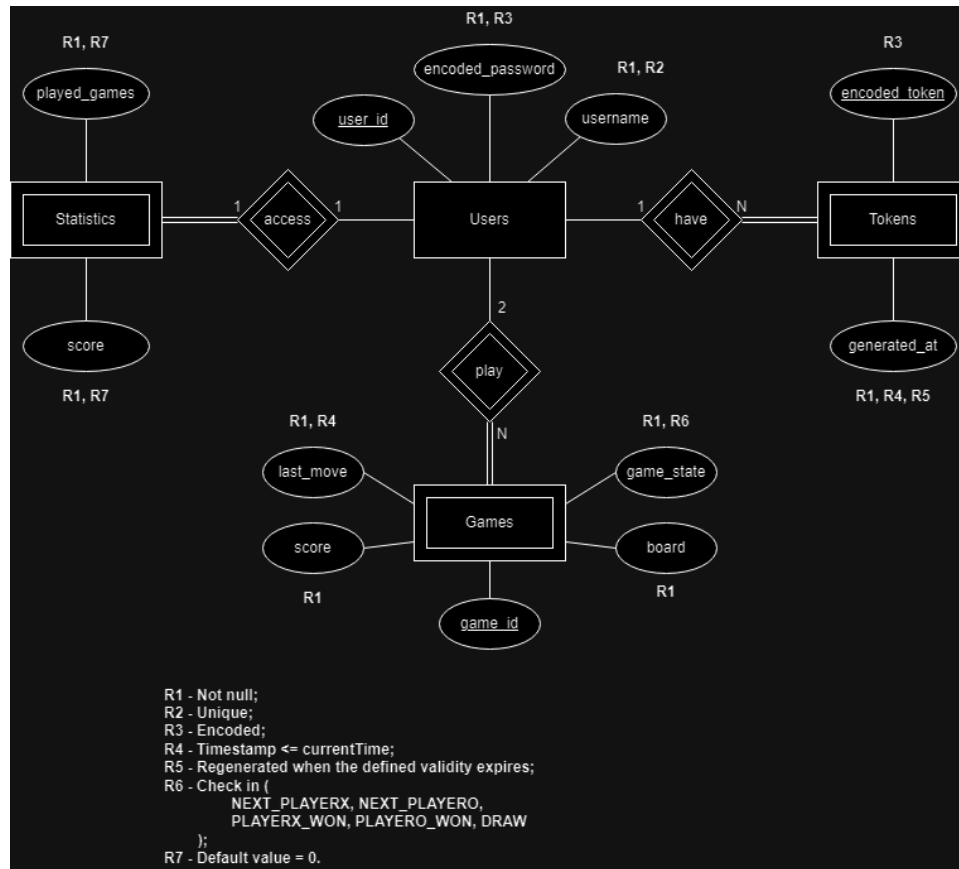 R1, R3
R1, R7
R1, R2
R3
played_games
encoded_password
user_id
username
encoded_token
Statistics
1
access
1
Users
1
have
N
Tokens
2
score
play
generated_at
R1, R7
R1, R4, R5
R1, R4
N
R1, R6
last_move
game_state
Games
score
board
R1
R1
game_id
R1 - Not null;
R2 - Unique;
R3 - Encoded;
R4 - Timestamp <= currentTime;
R5 - Regenerated when the defined validity expires;
R6 - Check in (
NEXT_PLAYERX, NEXT_PLAYERO,
PLAYERX_WON, PLAYERO_WON, DRAW
);
R7 - Default value = 0.